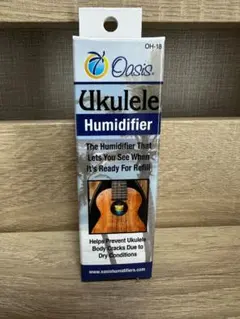 OH-18
Oasis®
Ukulele
Humidifier
The Humidifier That
Lets You See When
It's Ready For Refill
Helps Prevent Ukulele
Body Cracks Due to
Dry Conditions
www.oasishumidifiers.com